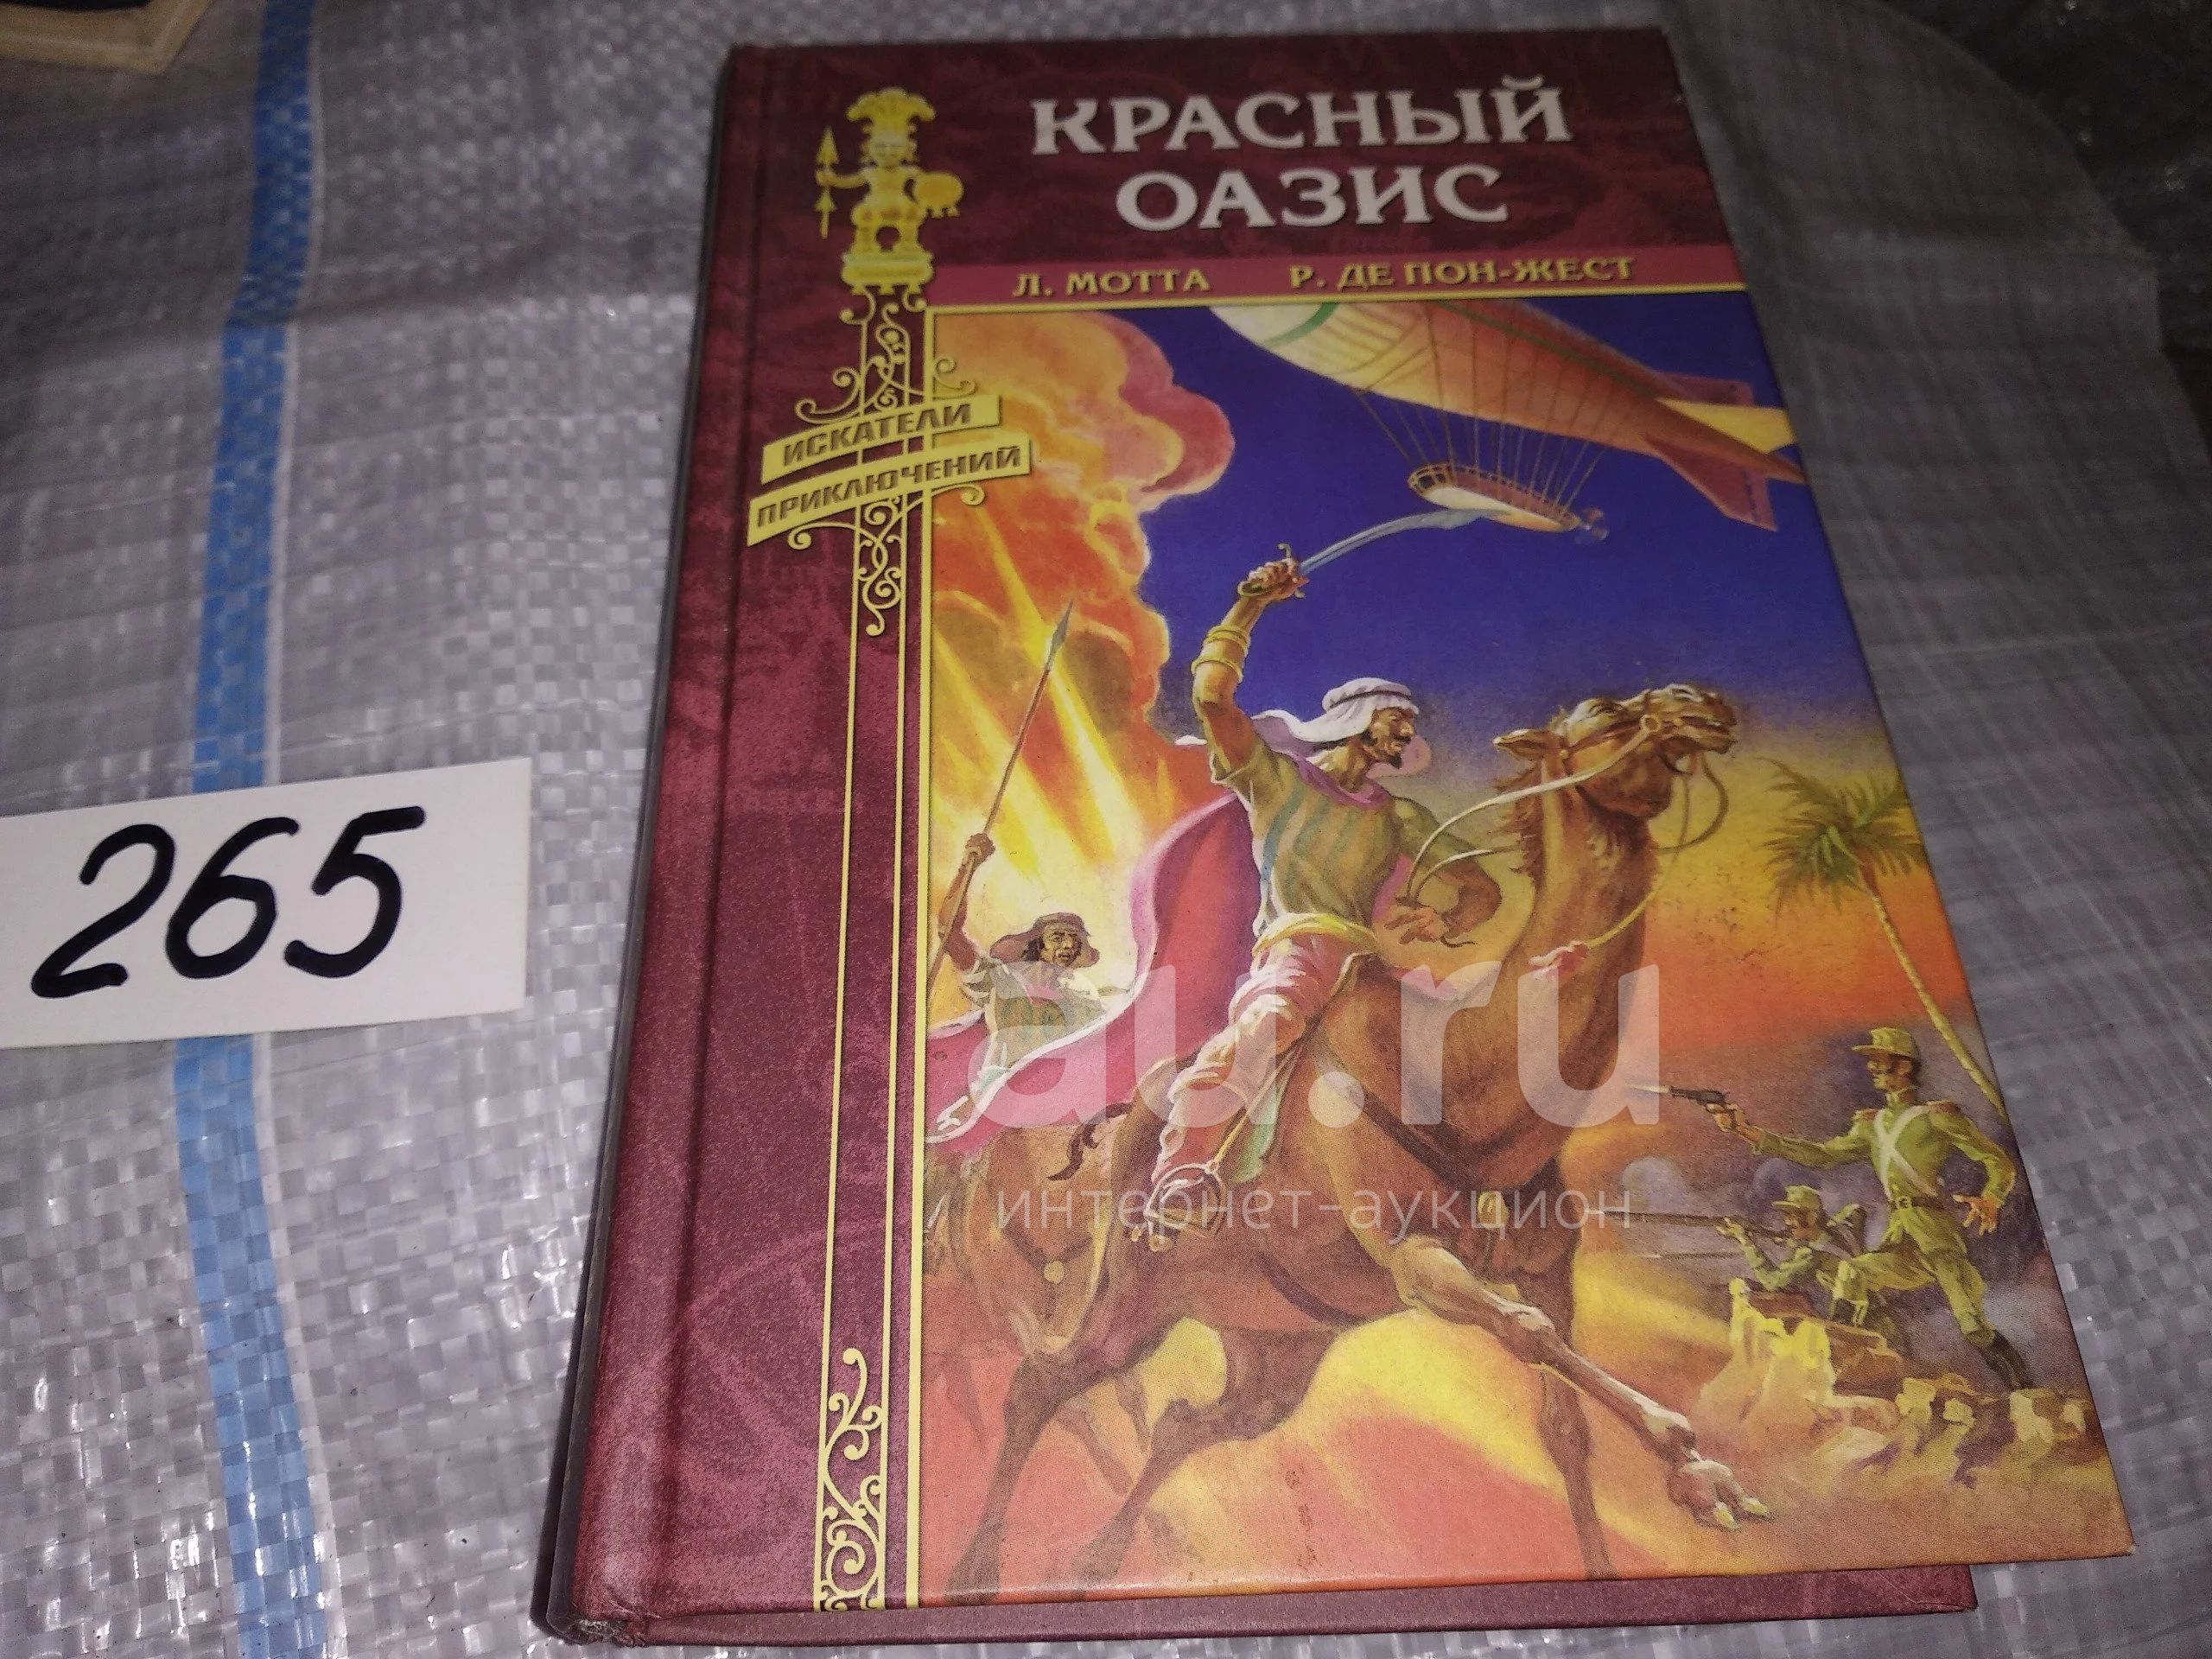 КРАСНЫЙ
ОАЗИС
Л. МОТТА Р. ДЕ ПОН-ЖЕСТ
ИСКАТЕЛИ
ПРИКЛЮЧЕНИЙ
265
au.ru
интернет-аукцион